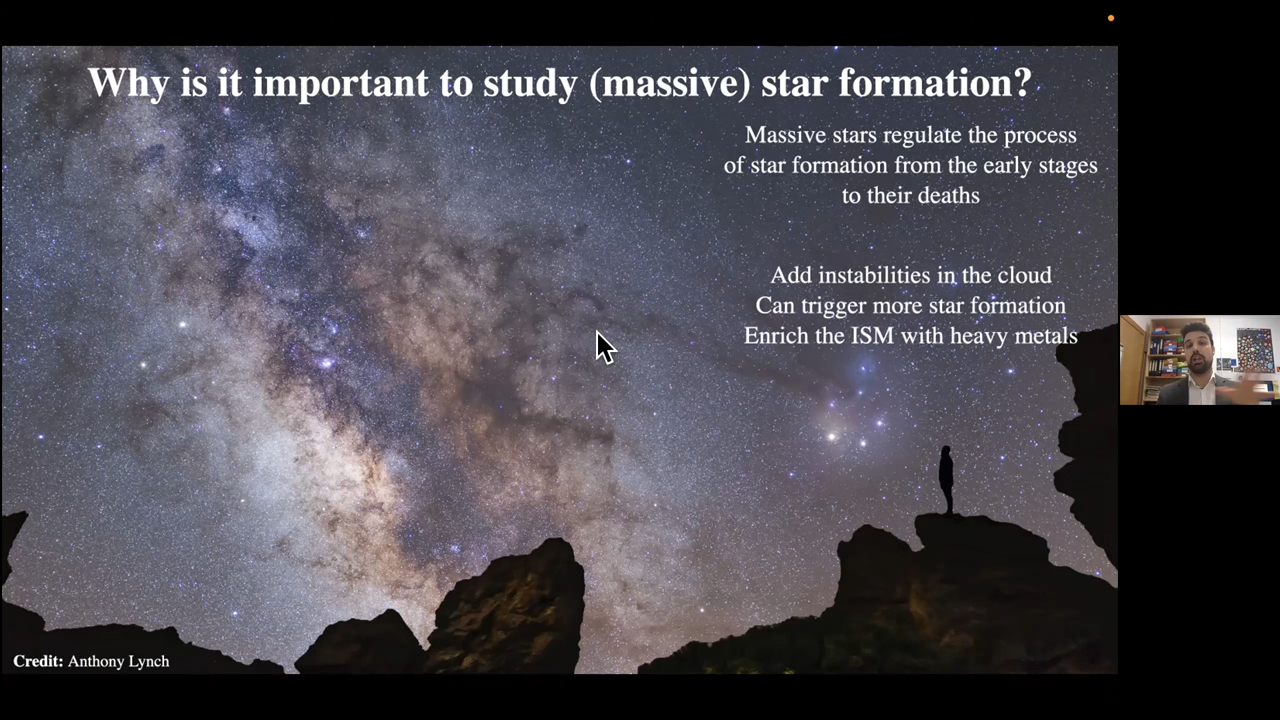 Why is it important to study (massive) star formation?
Massive stars regulate the process
of star formation from the early stages
to their deaths
Add instabilities in the cloud
Can trigger more star formation
Enrich the ISM with heavy metals
Credit: Anthony Lynch